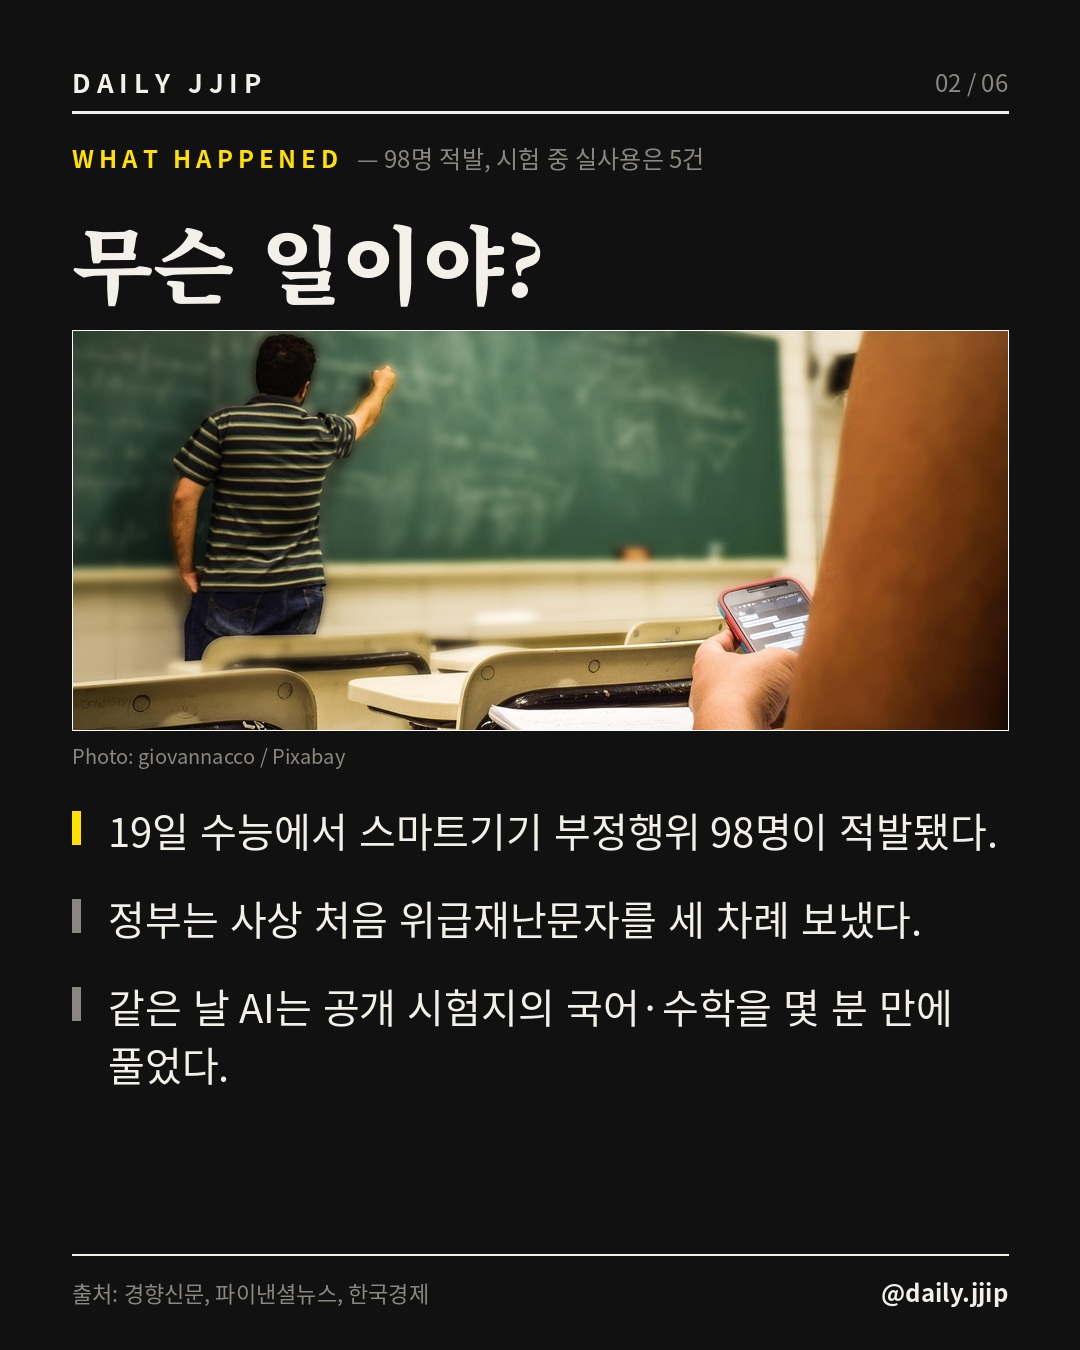 DAILY JJIP
02 / 06
WHAT HAPPENED — 98명 적발, 시험 중 실사용은 5건
무슨 일이야?
Photo: giovannacco / Pixabay
19일 수능에서 스마트기기 부정행위 98명이 적발됐다.
정부는 사상 처음 위급재난문자를 세 차례 보냈다.
같은 날 AI는 공개 시험지의 국어·수학을 몇 분 만에
풀었다.
출처: 경향신문, 파이낸셜뉴스, 한국경제
@daily.jjip